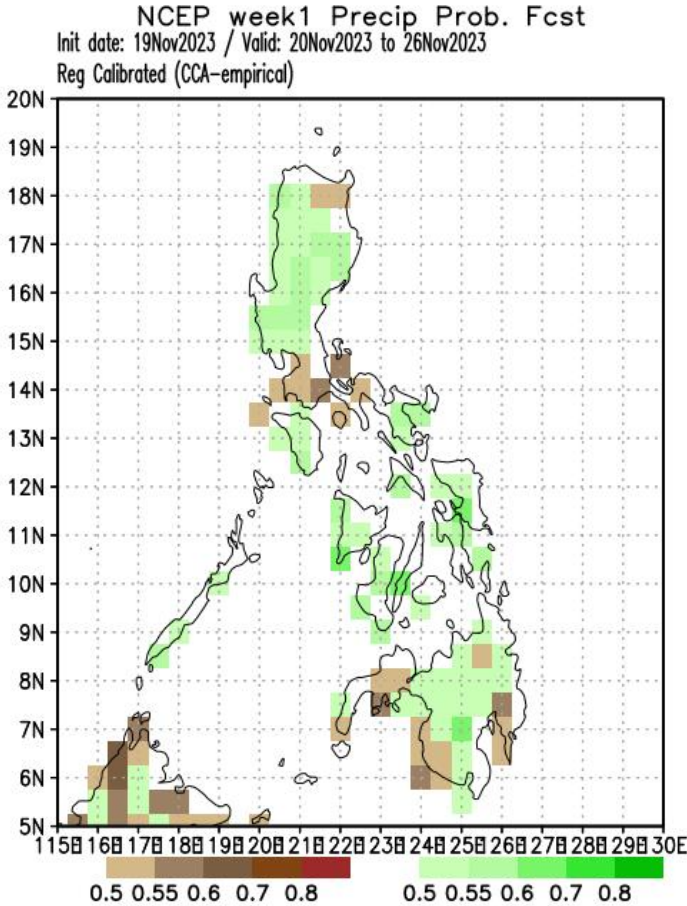 NCEP week1 Precip Prob. Fcst
Init date: 19Nov2023 / Valid: 20Nov2023 to 26Nov2023
Reg Calibrated (CCA-empirical)
20N
19N
18N
17N
16N
15N
14N
13N
12N
11N
10N
9N
8N
7N
6N
5N
115E 116E 117E 118E 119E 120E 121E 122E 123E 124E 125E 126E 127E 128E 129E 130E
0.5 0.55 0.6 0.7 0.8 0.5 0.55 0.6 0.7 0.8